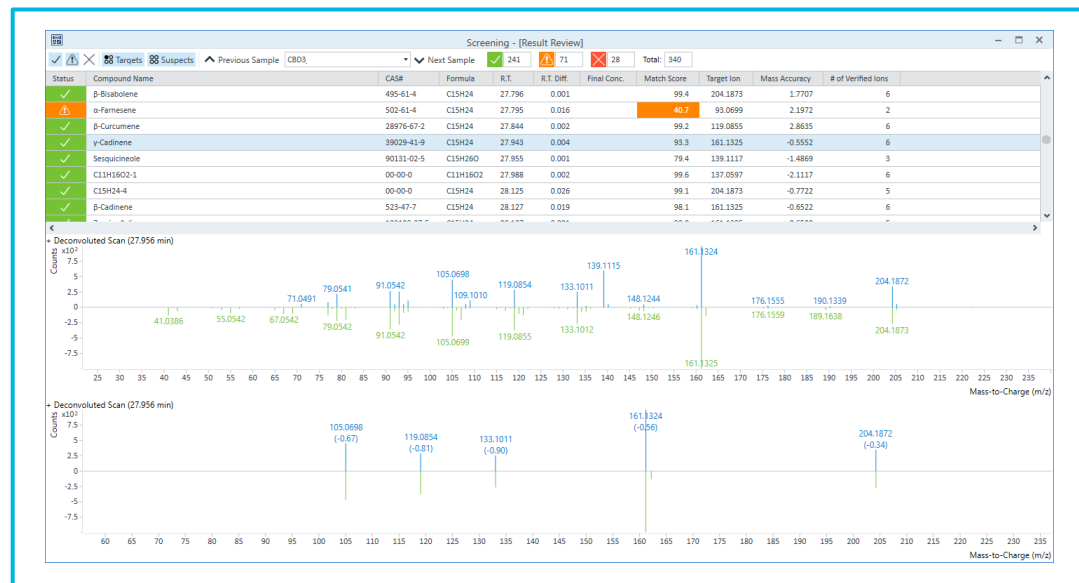 Screening - [Result Review]
Targets Suspects Previous Sample CBD3_ Next Sample 241 71 28 Total: 340
Status Compound Name CAS# Formula R.T. R.T. Diff. Final Conc. Match Score Target Ion Mass Accuracy # of Verified Ions
β-Bisabolene 495-61-4 C15H24 27.796 0.001 99.4 204.1873 1.7707 6
α-Farnesene 502-61-4 C15H24 27.795 0.016 40.7 93.0699 2.1972 2
β-Curcumene 28976-67-2 C15H24 27.844 0.002 99.2 119.0855 2.8635 6
γ-Cadinene 39029-41-9 C15H24 27.943 0.004 93.3 161.1325 -0.5552 6
Sesquicineole 90131-02-5 C15H26O 27.955 0.001 79.4 139.1117 -1.4869 3
C11H16O2-1 00-00-0 C11H16O2 27.988 0.002 99.6 137.0597 -2.1117 6
C15H24-4 00-00-0 C15H24 28.125 0.026 99.1 204.1873 -0.7722 5
β-Cadinene 523-47-7 C15H24 28.127 0.019 98.1 161.1325 -0.6522 6
+ Deconvoluted Scan (27.956 min)
Counts x10²
7.5
5
2.5
0
-2.5
-5
-7.5
71.0491 79.0541 91.0542 105.0698 109.1010 119.0854 133.1011 139.1115 148.1244 161.1324 176.1555 190.1339 204.1872
41.0386 55.0542 67.0542 79.0542 91.0542 105.0699 119.0855 133.1012 148.1246 161.1325 176.1559 189.1638 204.1873
25 30 35 40 45 50 55 60 65 70 75 80 85 90 95 100 105 110 115 120 125 130 135 140 145 150 155 160 165 170 175 180 185 190 195 200 205 210 215 220 225 230 235
Mass-to-Charge (m/z)
+ Deconvoluted Scan (27.956 min)
Counts x10²
7.5
5
2.5
0
-2.5
-5
-7.5
105.0698 119.0854 133.1011 161.1324 204.1872
(-0.67) (-0.81) (-0.90) (-0.56) (-0.34)
60 65 70 75 80 85 90 95 100 105 110 115 120 125 130 135 140 145 150 155 160 165 170 175 180 185 190 195 200 205 210 215 220 225 230 235
Mass-to-Charge (m/z)